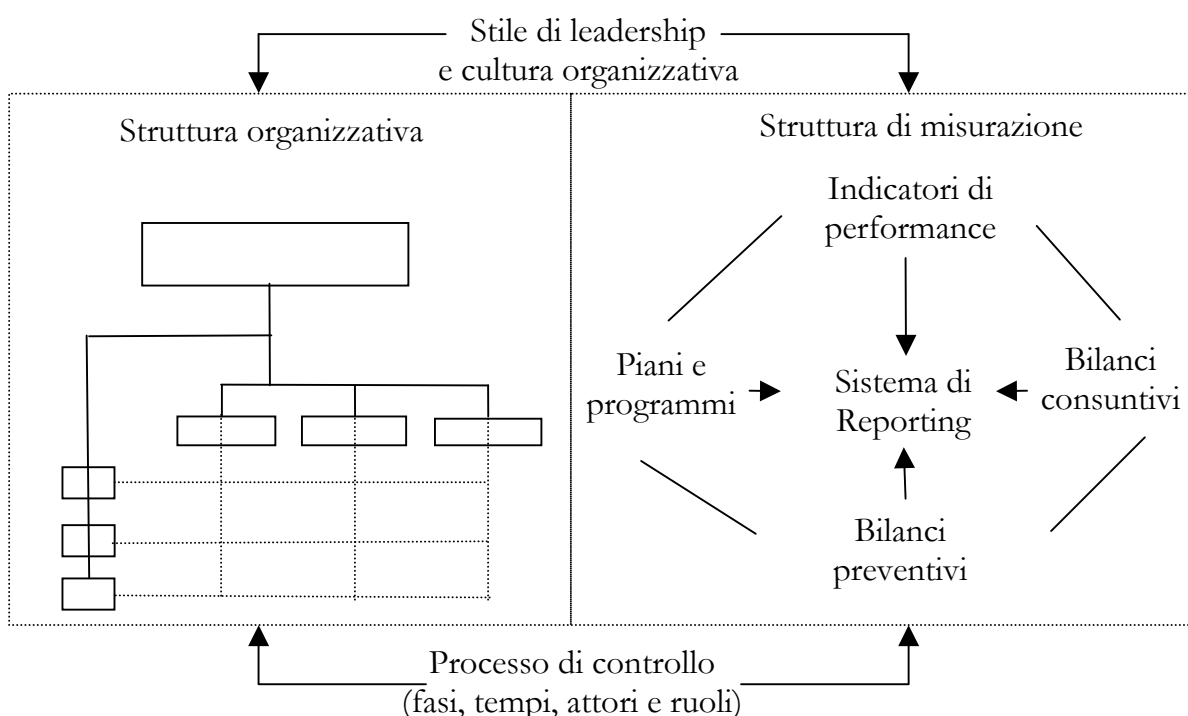 Stile di leadership
e cultura organizzativa
Struttura organizzativa
Struttura di misurazione
Indicatori di
performance
Piani e
programmi
Sistema di
Reporting
Bilanci
consuntivi
Bilanci
preventivi
Processo di controllo
(fasi, tempi, attori e ruoli)